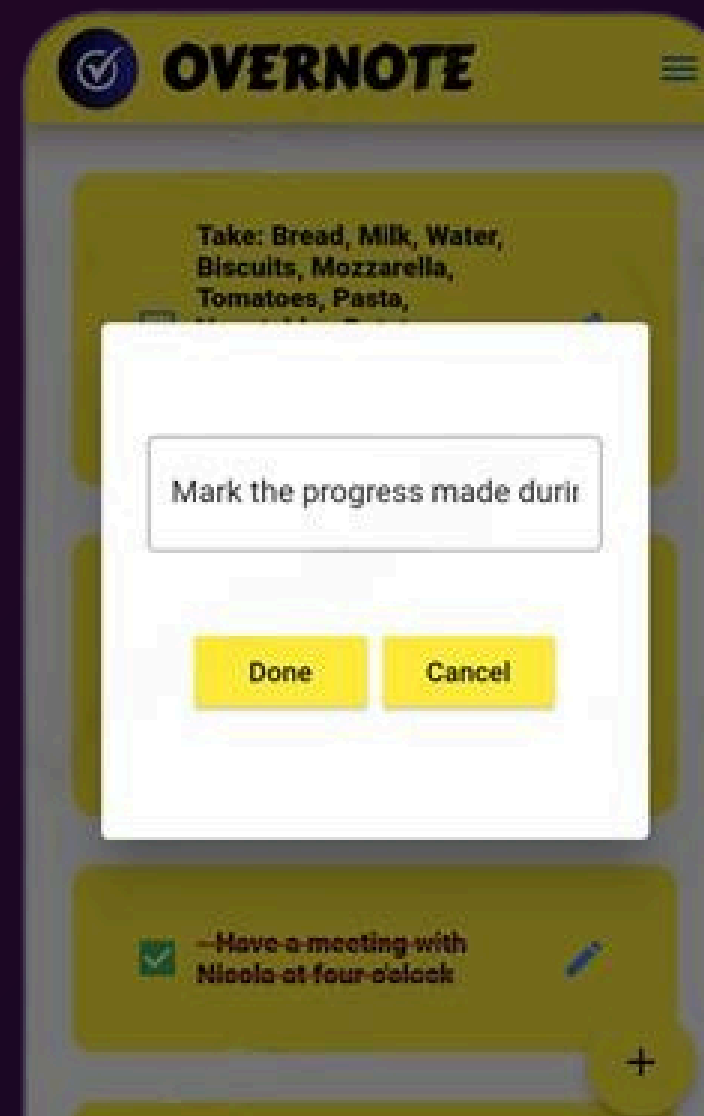 OVERNOTE
Take: Bread, Milk, Water,
Biscuits, Mozzarella,
Tomatoes, Pasta,
Mark the progress made durin
Done Cancel
Have a meeting with
Nicola at four o'clock